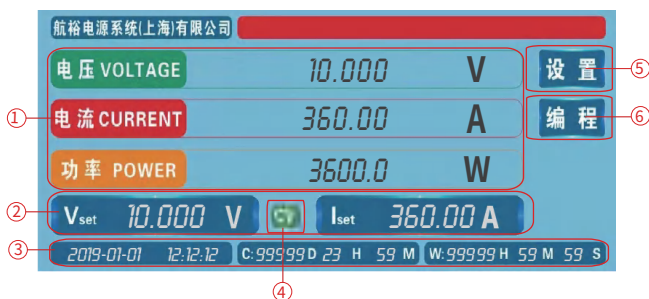 航裕电源系统(上海)有限公司
电压 VOLTAGE 10.000 V
设置 ⑤
① 电流 CURRENT 360.00 A
编程 ⑥
功率 POWER 3600.0 W
② Vset 10.000 V CV Iset 360.00 A
③ 2019-01-01 12:12:12 C:99999 D 23 H 59 M W:99999 H 59 M 59 S
④